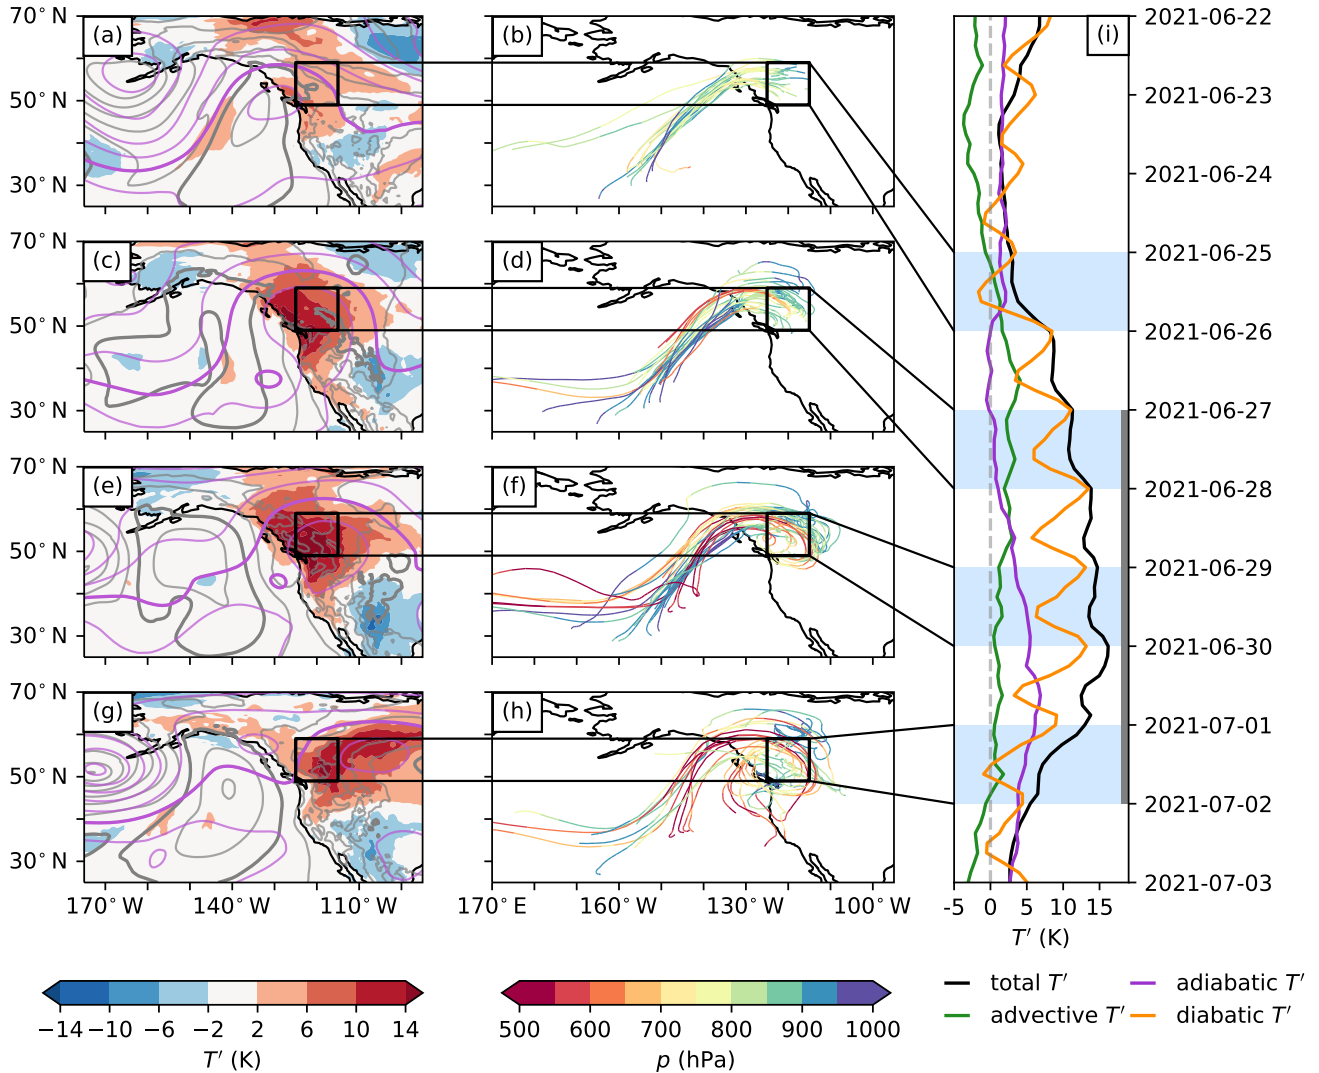 70° N
50° N
30° N
(a)
(b)
(i)
2021-06-22
2021-06-23
2021-06-24
70° N
50° N
30° N
(c)
(d)
2021-06-25
2021-06-26
2021-06-27
70° N
50° N
30° N
(e)
(f)
2021-06-28
2021-06-29
2021-06-30
70° N
50° N
30° N
(g)
(h)
2021-07-01
2021-07-02
2021-07-03
170° W 140° W 110° W
170° E 160° W 130° W 100° W
-5 0 5 10 15
T′ (K)
−14 −10 −6 −2 2 6 10 14
T′ (K)
500 600 700 800 900 1000
p (hPa)
total T′
advective T′
adiabatic T′
diabatic T′